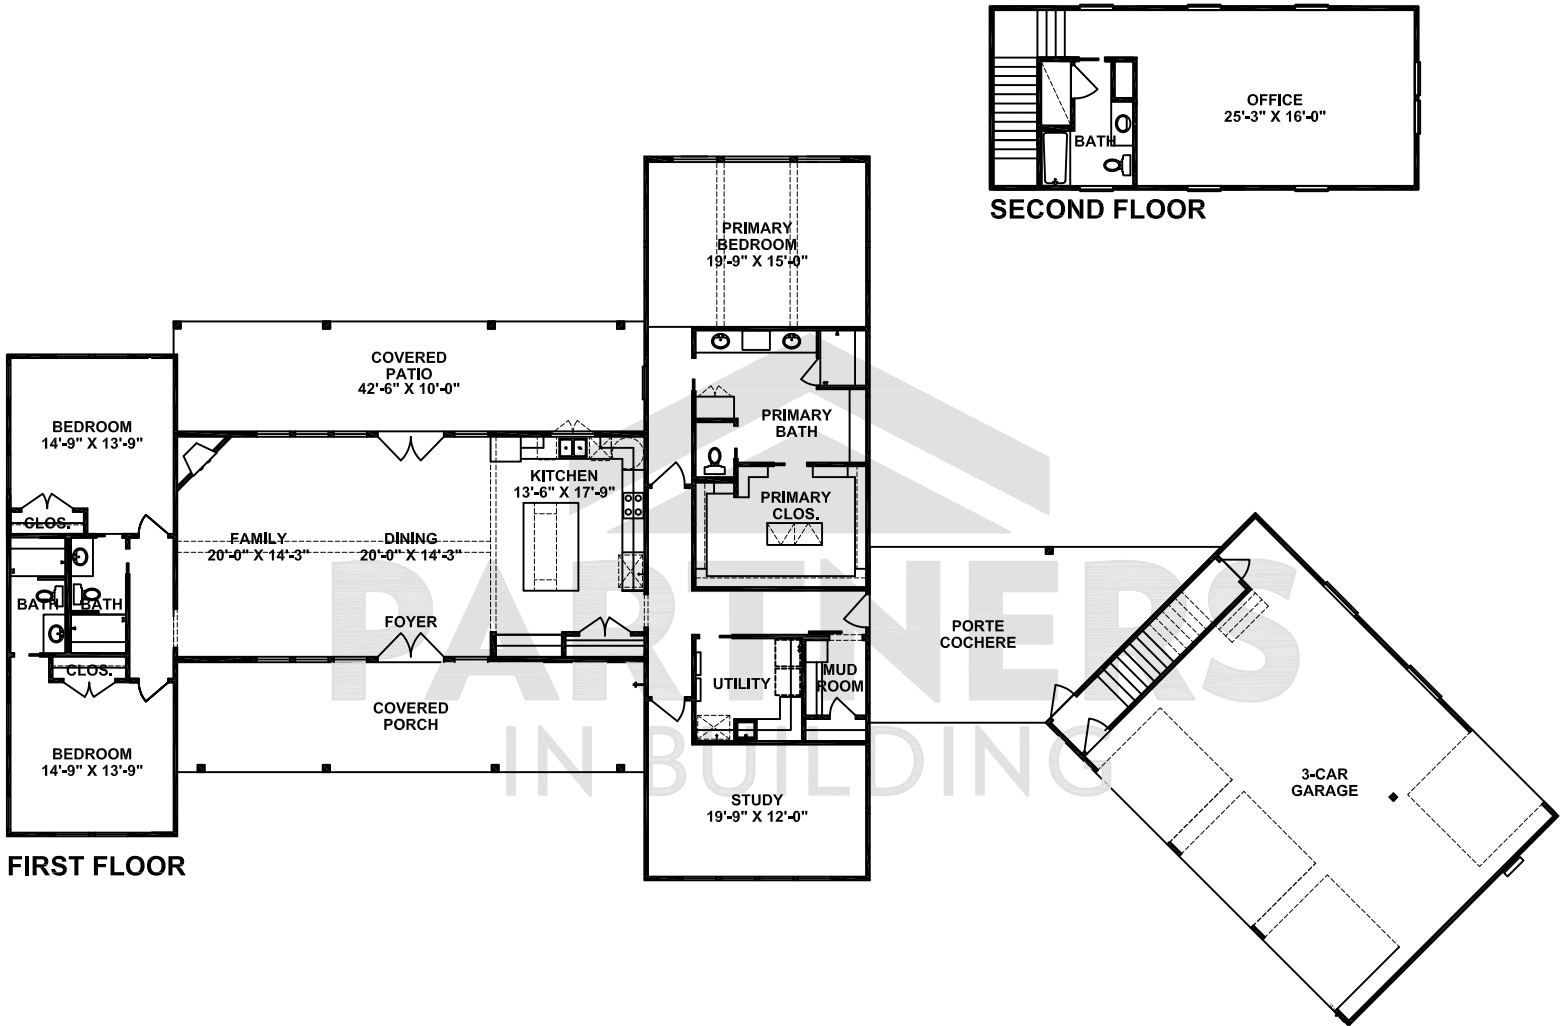 OFFICE
25'-3" X 16'-0"
BATH
SECOND FLOOR
PRIMARY
BEDROOM
19'-9" X 15'-0"
COVERED
PATIO
42'-6" X 10'-0"
BEDROOM
14'-9" X 13'-9"
PRIMARY
BATH
KITCHEN
13'-6" X 17'-9"
PRIMARY
CLOS.
CLOS.
FAMILY
20'-0" X 14'-3"
DINING
20'-0" X 14'-3"
BATH
BATH
FOYER
PORTE
COCHERE
PARTNERS
IN BUILDING
CLOS.
UTILITY
MUD
ROOM
COVERED
PORCH
BEDROOM
14'-9" X 13'-9"
STUDY
19'-9" X 12'-0"
3-CAR
GARAGE
FIRST FLOOR